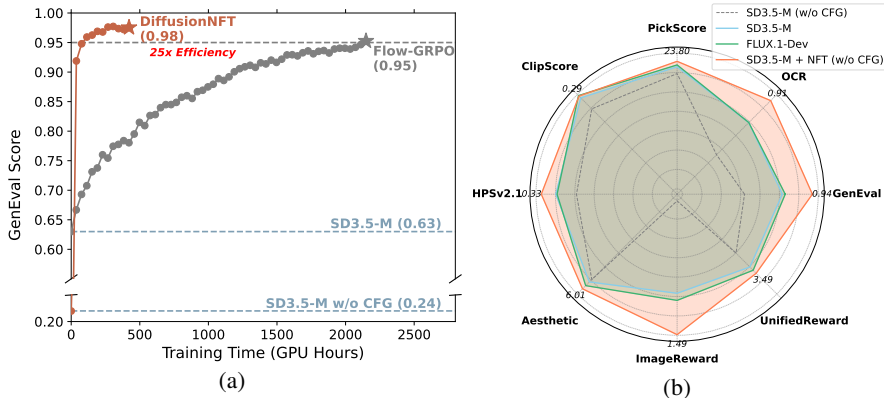 1.00
0.95
0.90
0.85
0.80
0.75
0.70
0.65
0.60
0.20
GenEval Score
DiffusionNFT
(0.98)
25x Efficiency
Flow-GRPO
(0.95)
SD3.5-M (0.63)
SD3.5-M w/o CFG (0.24)
0
500
1000
1500
2000
2500
Training Time (GPU Hours)
(a)
SD3.5-M (w/o CFG)
SD3.5-M
FLUX.1-Dev
SD3.5-M + NFT (w/o CFG)
PickScore
23.80
ClipScore
0.29
OCR
0.91
HPSv2.1
0.33
0.94
GenEval
Aesthetic
6.01
3.49
UnifiedReward
1.49
ImageReward
(b)